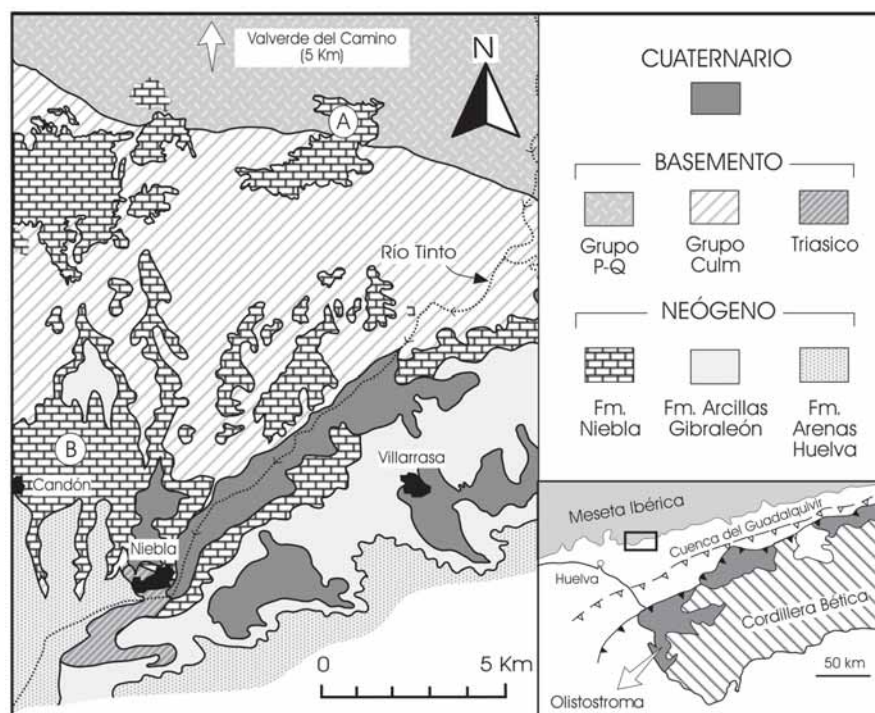 Valverde del Camino
(5 Km)
N
A
Río Tinto
B
Candón
Villarrasa
Niebla
0 5 Km
CUATERNARIO
BASEMENTO
Grupo
P-Q
Grupo
Culm
Triasico
NEÓGENO
Fm.
Niebla
Fm. Arcillas
Gibraleón
Fm.
Arenas
Huelva
Meseta Ibérica
Cuenca del Guadalquivir
Huelva
Cordillera Bética
50 km
Olistostroma